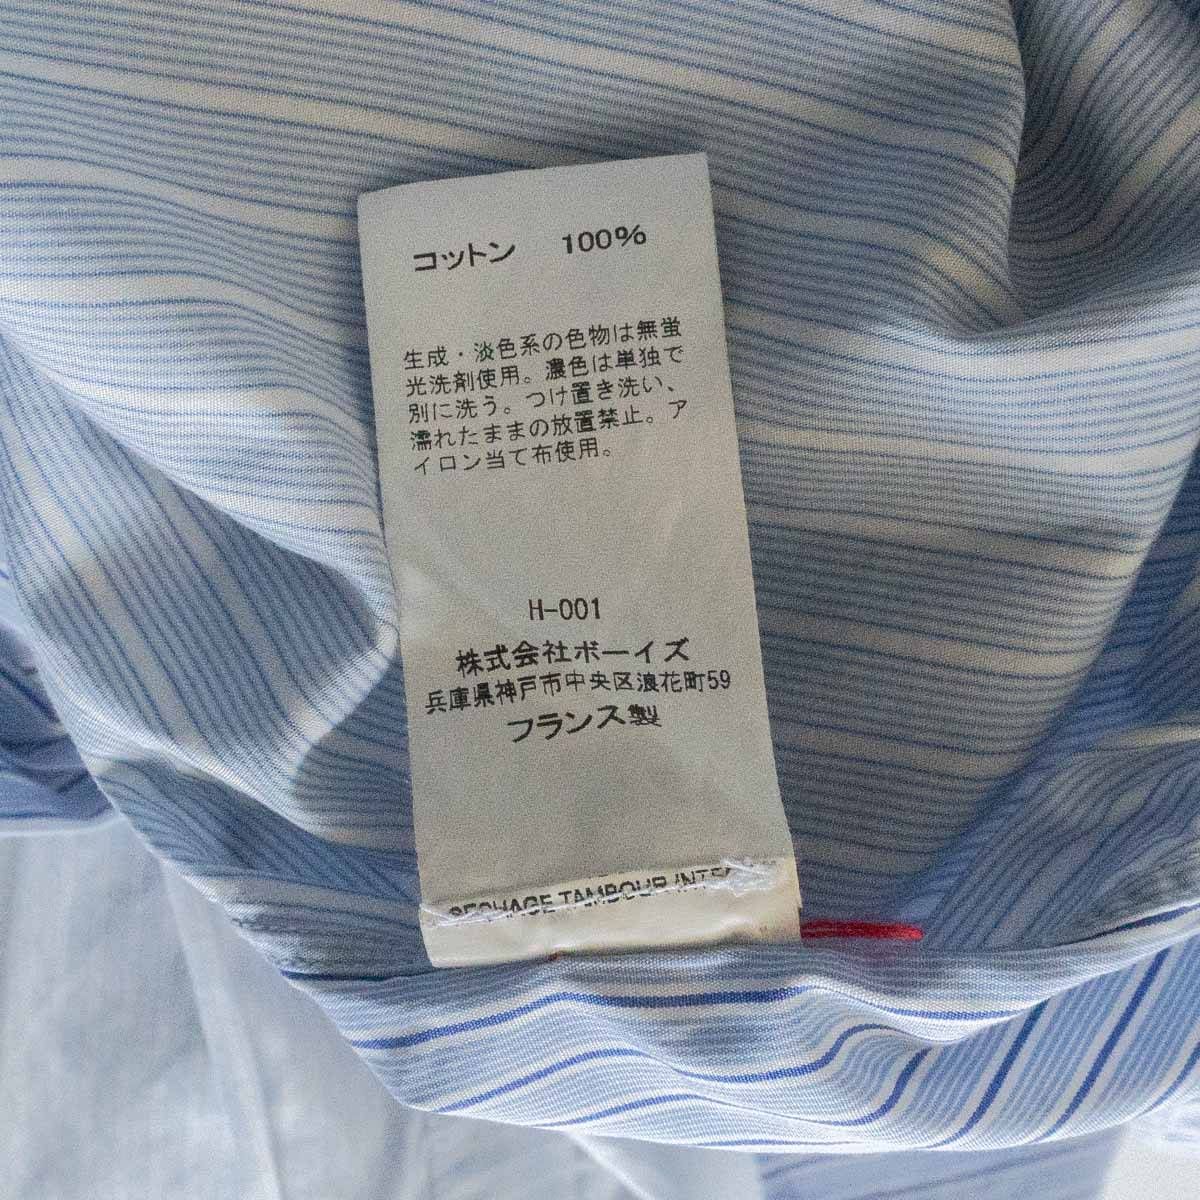 コットン 100%
生成・淡色系の色物は無蛍
光洗剤使用。濃色は単独で
別に洗う。つけ置き洗い、
濡れたままの放置禁止。ア
イロン当て布使用。
H-001
株式会社ボーイズ
兵庫県神戸市中央区浪花町59
フランス製
SECHAGE TAMBOUR